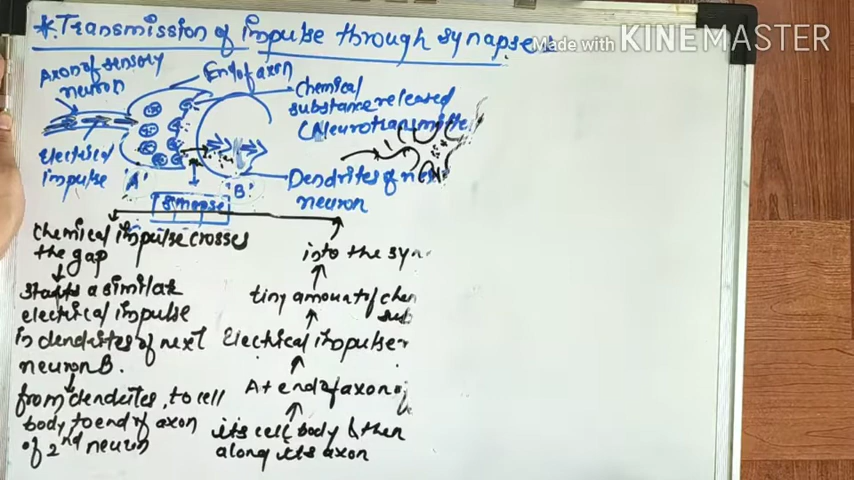 *. Transmission of impulse through synapse :
Made with KINEMASTER
Axon of sensory
neuron
End of axon
Chemical
substance released
(Neurotransmitte
Electrical
impulse
'A'
'B'
Dendrites of
neuron
Sinapse
chemical impulse crosses
the gap
starts a similar
electrical impulse
in dendrites of next
neuron B.
from dendrites, to cell
body, to end of axon
of 2nd neuron
into the syn
tiny amount of chem
sub
Electrical impulse
At end of axon
its cell body & then
along its axon